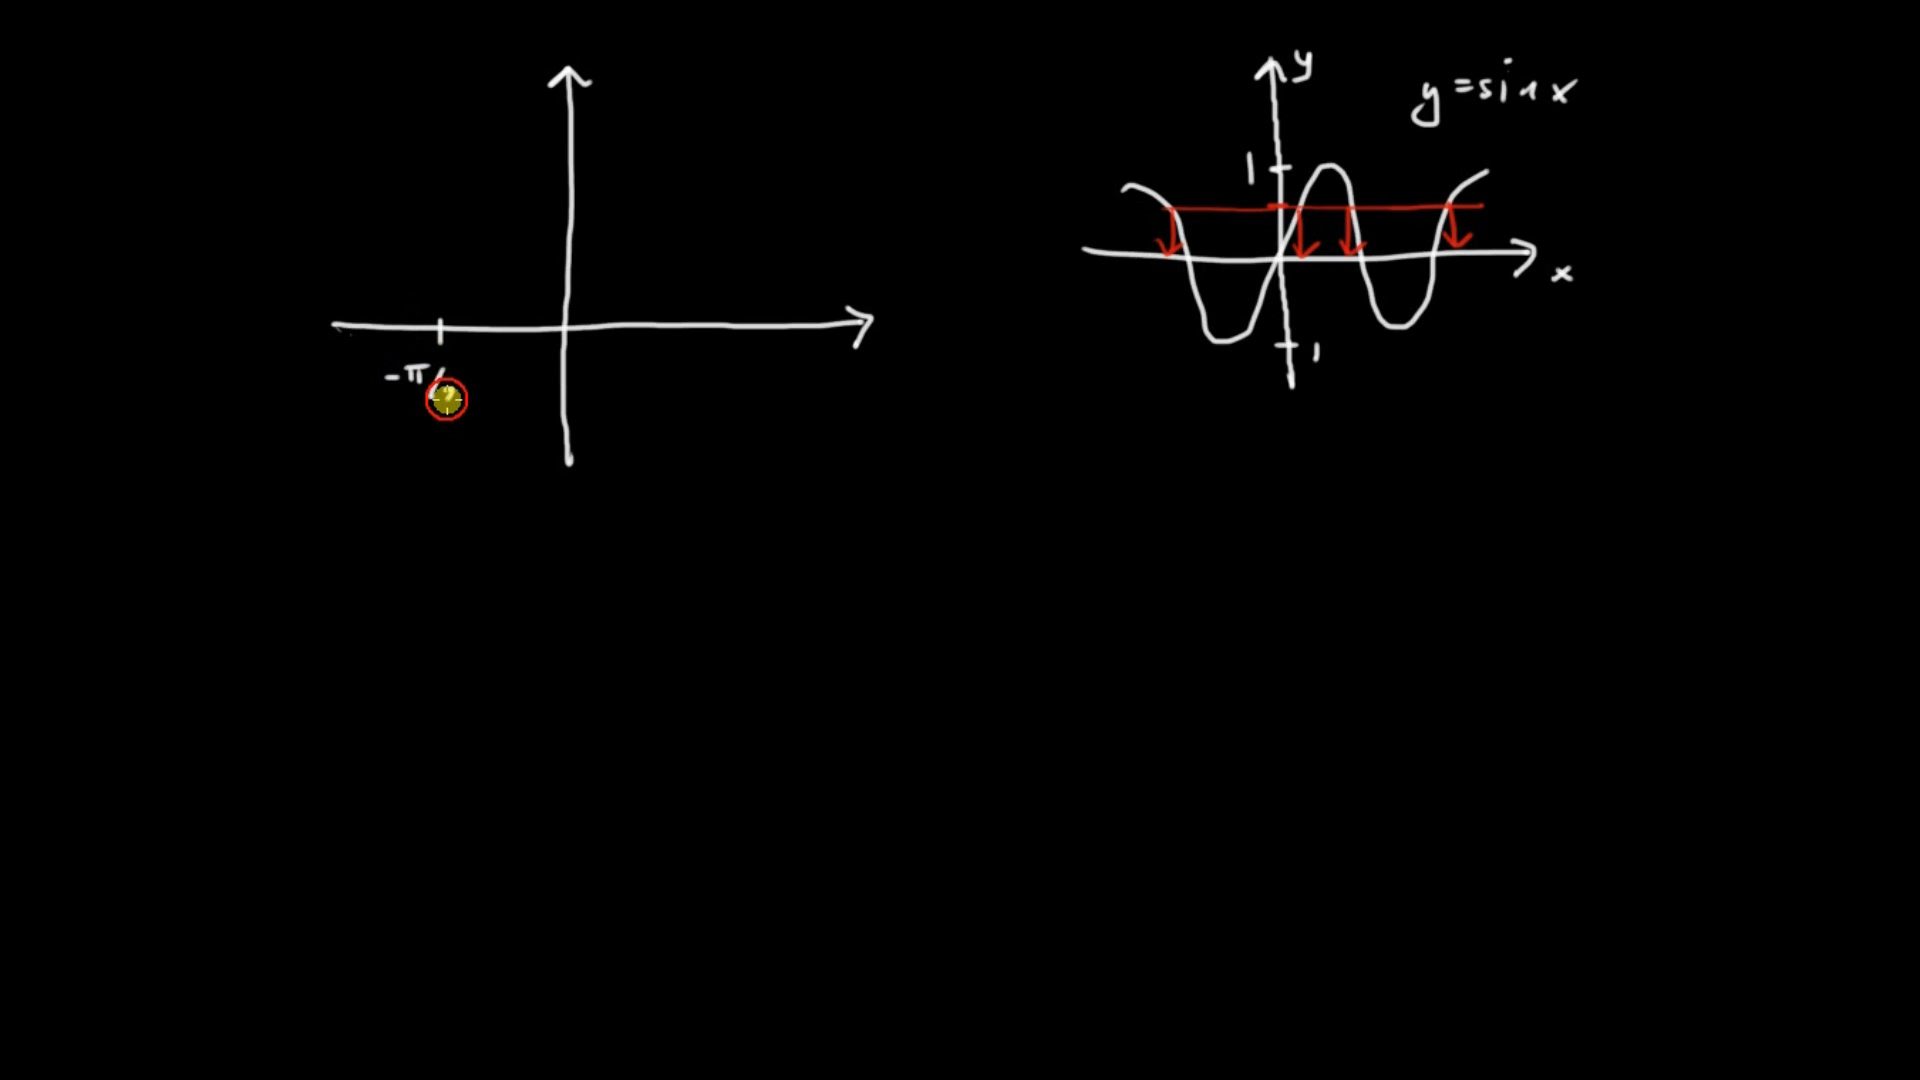 y
y = sin x
1
x
1
-π/